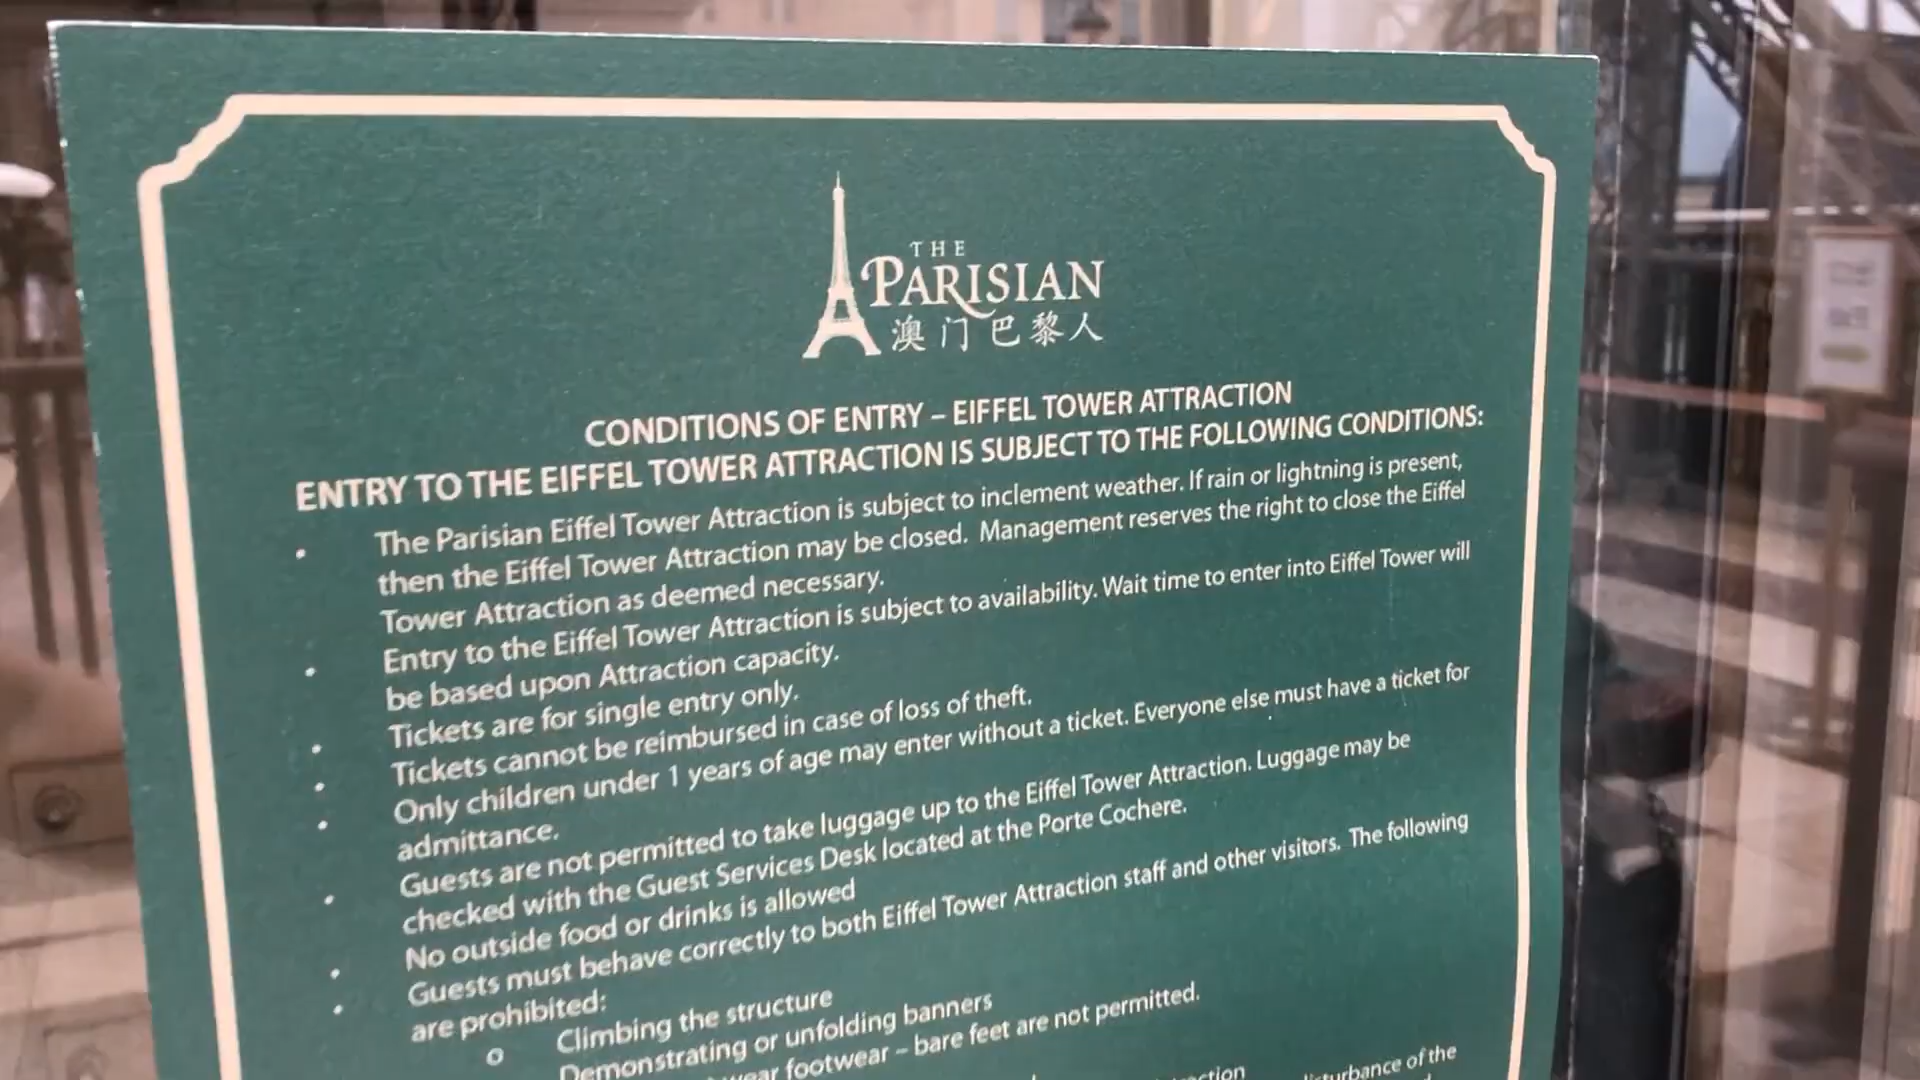 THE
PARISIAN
澳门巴黎人
CONDITIONS OF ENTRY – EIFFEL TOWER ATTRACTION
ENTRY TO THE EIFFEL TOWER ATTRACTION IS SUBJECT TO THE FOLLOWING CONDITIONS:
• The Parisian Eiffel Tower Attraction is subject to inclement weather. If rain or lightning is present,
then the Eiffel Tower Attraction may be closed. Management reserves the right to close the Eiffel
Tower Attraction as deemed necessary.
• Entry to the Eiffel Tower Attraction is subject to availability. Wait time to enter into Eiffel Tower will
be based upon Attraction capacity.
• Tickets are for single entry only.
• Tickets cannot be reimbursed in case of loss of theft.
• Only children under 1 years of age may enter without a ticket. Everyone else must have a ticket for
admittance.
• Guests are not permitted to take luggage up to the Eiffel Tower Attraction. Luggage may be
checked with the Guest Services Desk located at the Porte Cochere.
• No outside food or drinks is allowed
• Guests must behave correctly to both Eiffel Tower Attraction staff and other visitors. The following
are prohibited:
o Climbing the structure
Demonstrating or unfolding banners
wear footwear – bare feet are not permitted.
of the